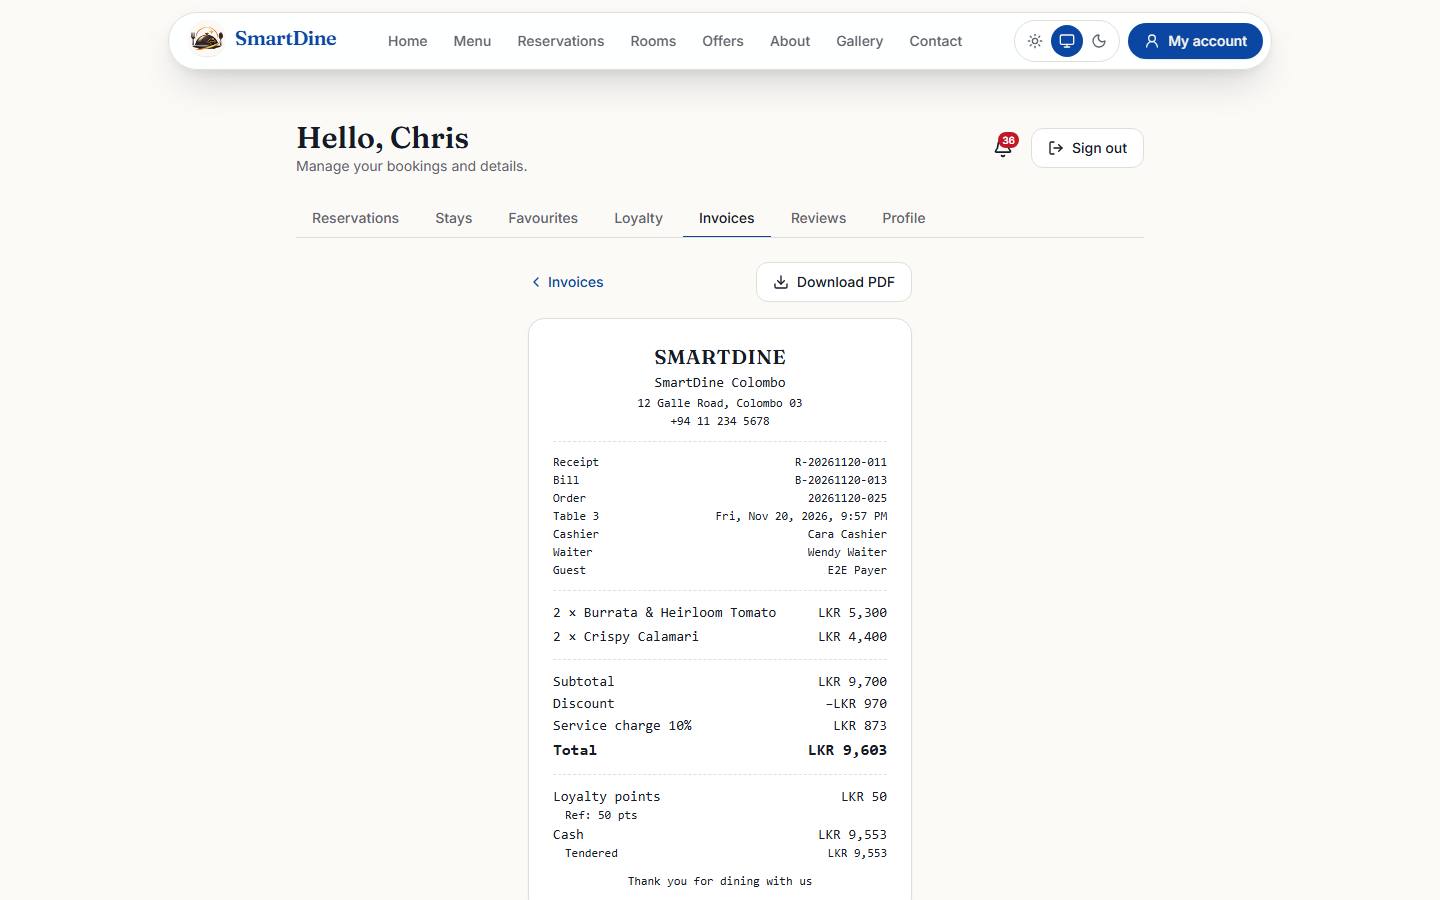 SmartDine
Home Menu Reservations Rooms Offers About Gallery Contact
My account
Hello, Chris
Manage your bookings and details.
36
Sign out
Reservations Stays Favourites Loyalty Invoices Reviews Profile
Invoices
Download PDF
SMARTDINE
SmartDine Colombo
12 Galle Road, Colombo 03
+94 11 234 5678
Receipt R-20261120-011
Bill B-20261120-013
Order 20261120-025
Table 3 Fri, Nov 20, 2026, 9:57 PM
Cashier Cara Cashier
Waiter Wendy Waiter
Guest E2E Payer
2 × Burrata & Heirloom Tomato LKR 5,300
2 × Crispy Calamari LKR 4,400
Subtotal LKR 9,700
Discount −LKR 970
Service charge 10% LKR 873
Total LKR 9,603
Loyalty points LKR 50
Ref: 50 pts
Cash LKR 9,553
Tendered LKR 9,553
Thank you for dining with us